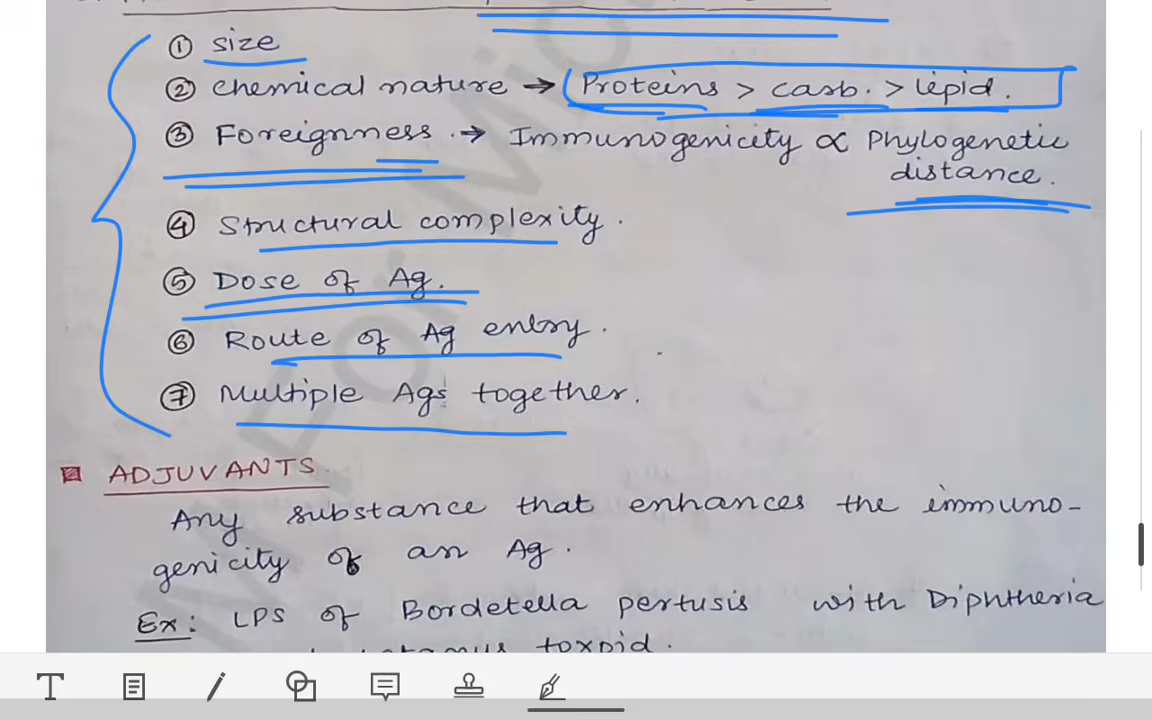 ① size
② chemical nature → Proteins > carb. > lipid.
③ Foreignness. → Immunogenicity ∝ Phylogenetic
distance.
④ Structural complexity.
⑤ Dose of Ag.
⑥ Route of Ag entry.
⑦ Multiple Ags together.
ADJUVANTS.
Any substance that enhances the immuno-
genicity of an Ag.
Ex: LPS of Bordetella pertusis with Diphtheria
toxoid.
T